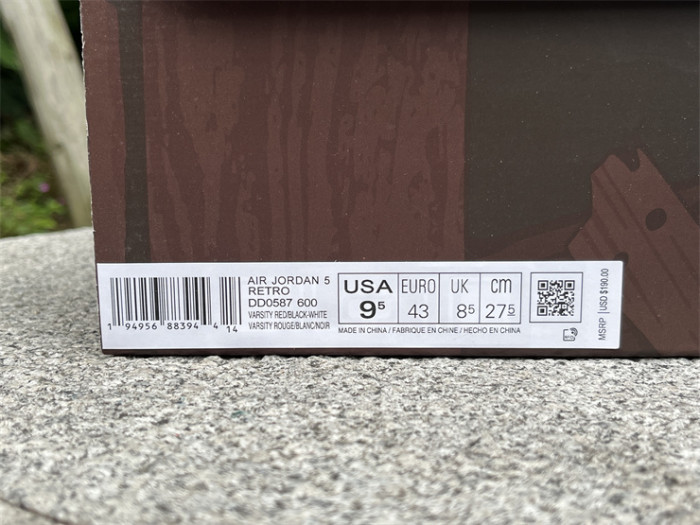 AIR JORDAN 5
RETRO
DD0587 600
VARSITY RED/BLACK-WHITE
VARSITY ROUGE/BLANC/NOIR
1 94956 88394 4 14
USA EURO UK cm
9⁵ 43 8⁵ 27⁵
MADE IN CHINA / FABRIQUE EN CHINE / HECHO EN CHINA
MSRP USD $190.00